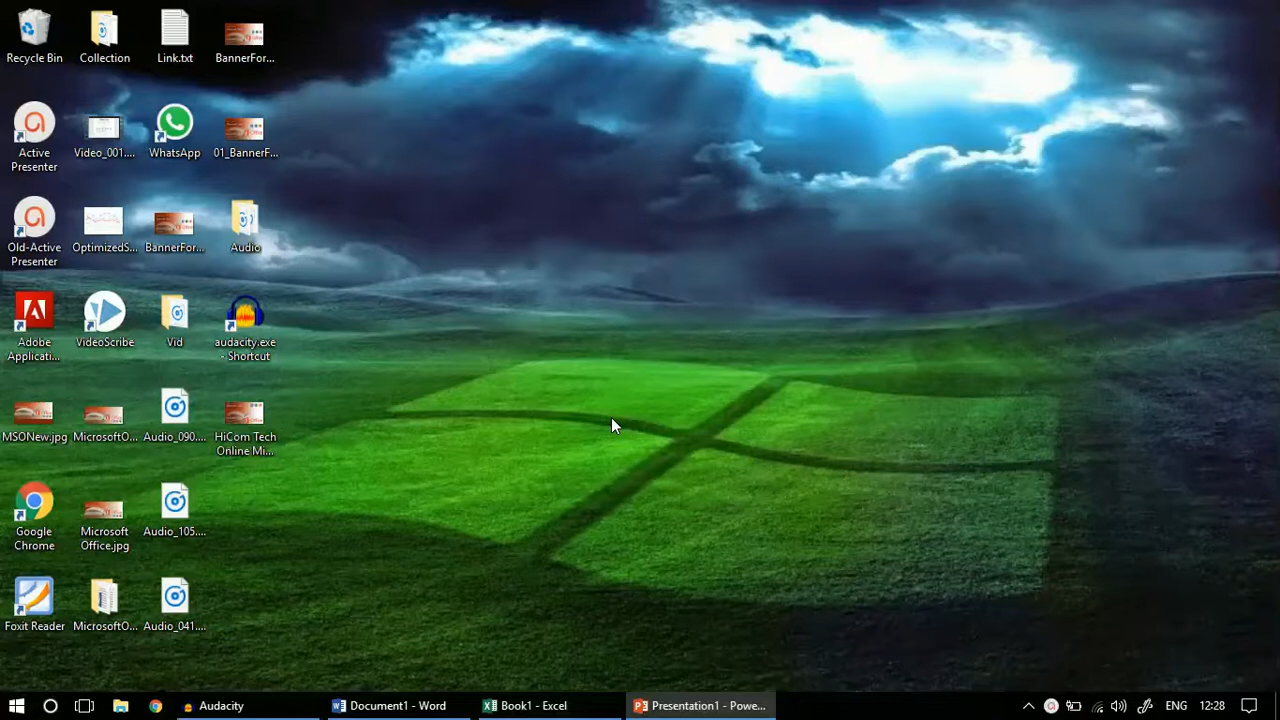 Recycle Bin
Collection
Link.txt
BannerFor...
Active
Presenter
Video_001....
WhatsApp
01_BannerF...
Old-Active
Presenter
OptimizedS...
BannerFor...
Audio
Adobe
Applicati...
VideoScribe
Vid
audacity.exe
- Shortcut
MSONew.jpg
MicrosoftO...
Audio_090....
HiCom Tech
Online Mi...
Google
Chrome
Microsoft
Office.jpg
Audio_105....
Foxit Reader
MicrosoftO...
Audio_041....
Audacity
Document1 - Word
Book1 - Excel
Presentation1 - Powe...
ENG
12:28